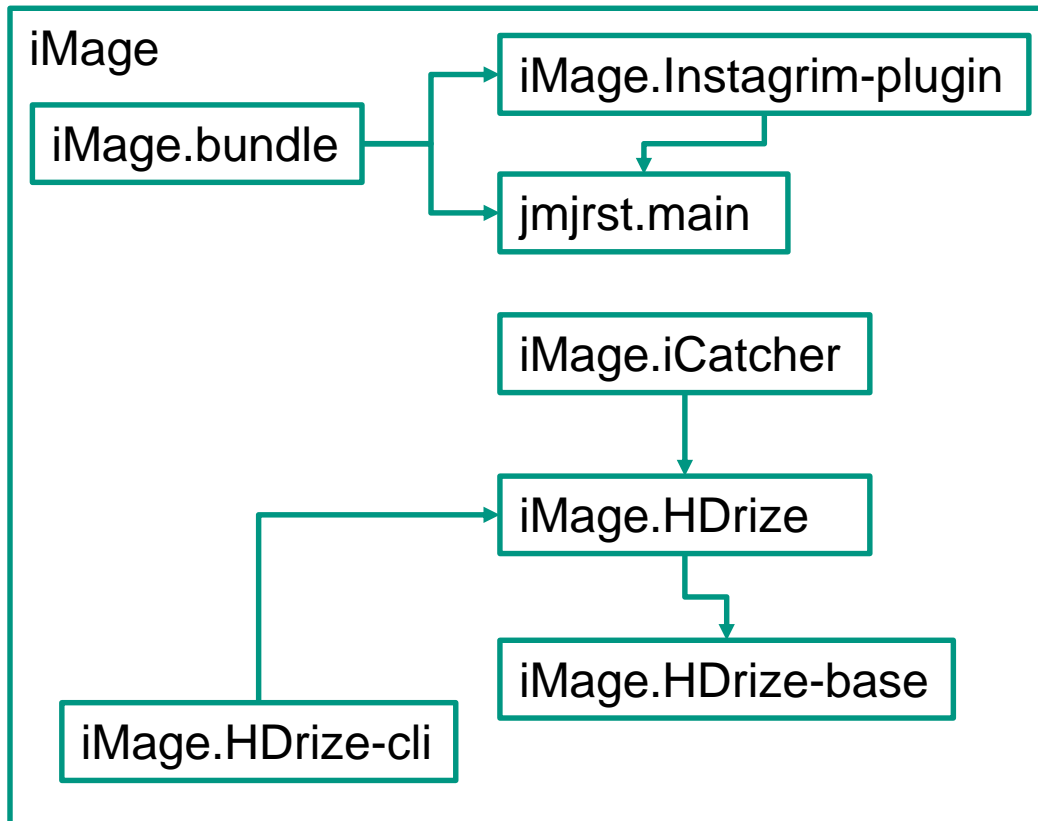 iMage
iMage.Instagrim-plugin
iMage.bundle
jmjrst.main
iMage.iCatcher
iMage.HDrize
iMage.HDrize-base
iMage.HDrize-cli